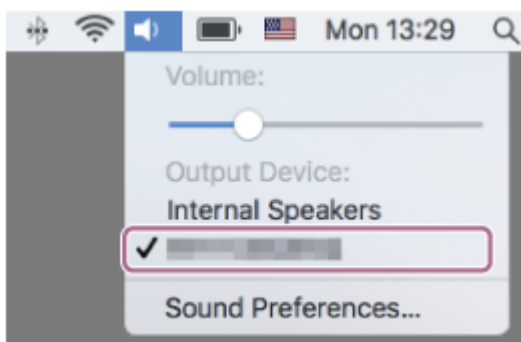 Mon 13:29
Volume:
Output Device:
Internal Speakers
Sound Preferences...